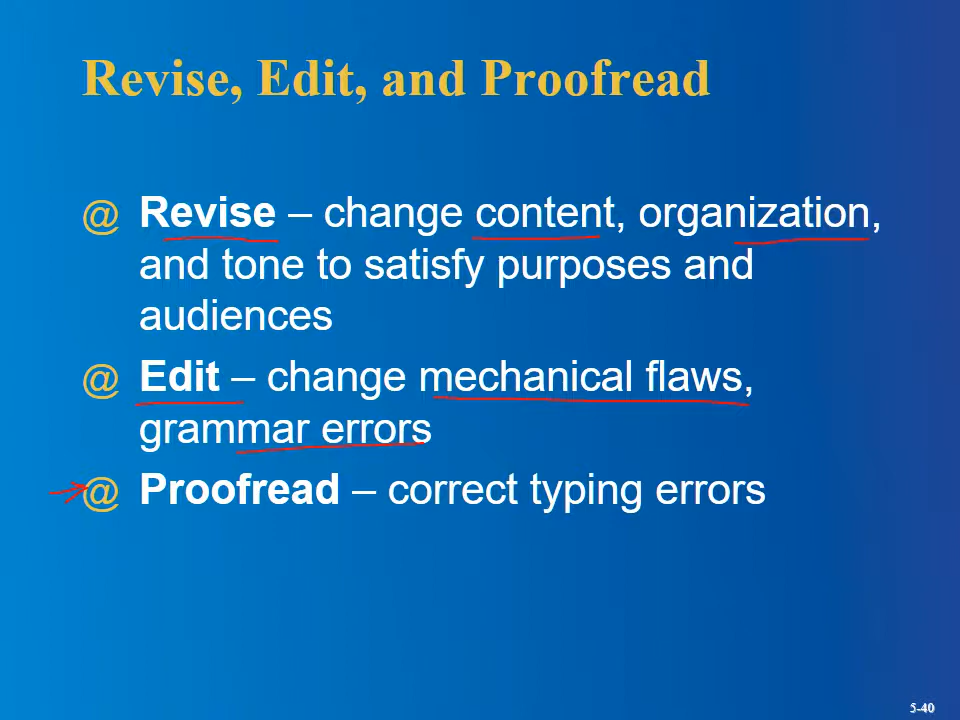 Revise, Edit, and Proofread
@ Revise – change content, organization,
and tone to satisfy purposes and
audiences
@ Edit – change mechanical flaws,
grammar errors
@ Proofread – correct typing errors
5-40